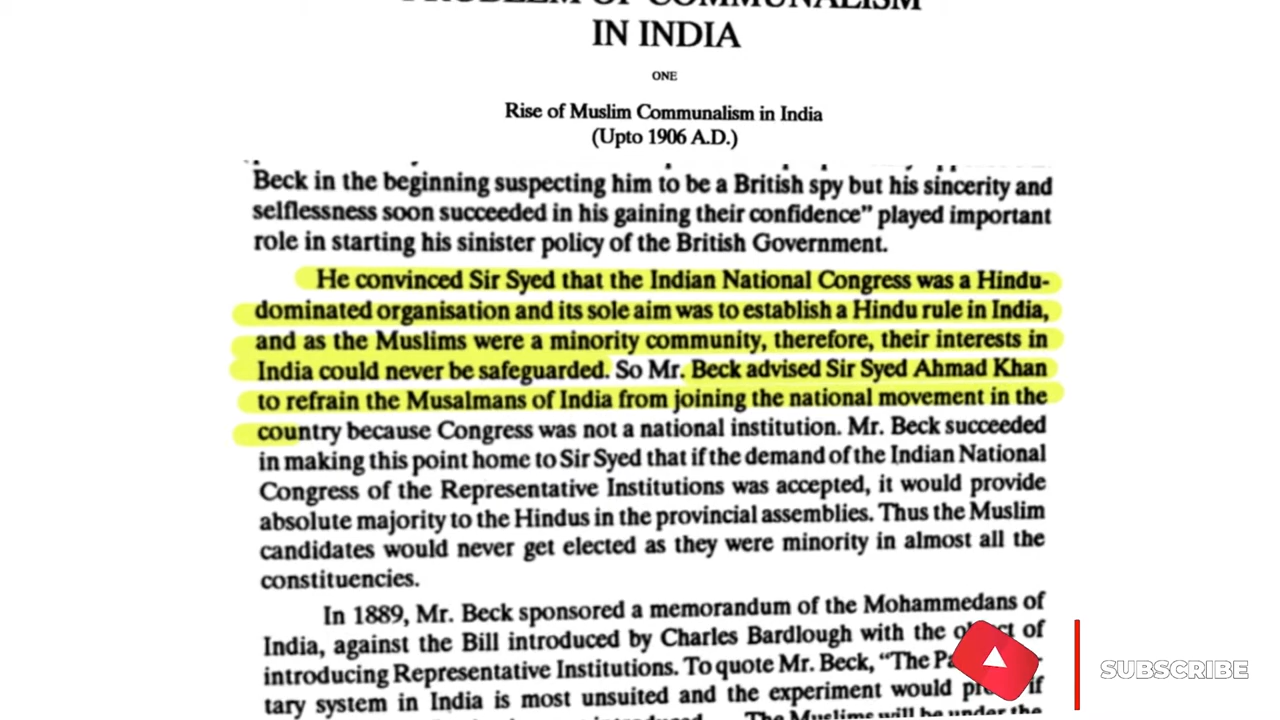 PROBLEM OF COMMUNALISM
IN INDIA
ONE
Rise of Muslim Communalism in India
(Upto 1906 A.D.)
Beck in the beginning suspecting him to be a British spy but his sincerity and
selflessness soon succeeded in his gaining their confidence” played important
role in starting his sinister policy of the British Government.
He convinced Sir Syed that the Indian National Congress was a Hindu-
dominated organisation and its sole aim was to establish a Hindu rule in India,
and as the Muslims were a minority community, therefore, their interests in
India could never be safeguarded. So Mr. Beck advised Sir Syed Ahmad Khan
to refrain the Musalmans of India from joining the national movement in the
country because Congress was not a national institution. Mr. Beck succeeded
in making this point home to Sir Syed that if the demand of the Indian National
Congress of the Representative Institutions was accepted, it would provide
absolute majority to the Hindus in the provincial assemblies. Thus the Muslim
candidates would never get elected as they were minority in almost all the
constituencies.
In 1889, Mr. Beck sponsored a memorandum of the Mohammedans of
India, against the Bill introduced by Charles Bardlough with the of
introducing Representative Institutions. To quote Mr. Beck, “The
tary system in India is most unsuited and the experiment would if
The Muslims will be under the
SUBSCRIBE